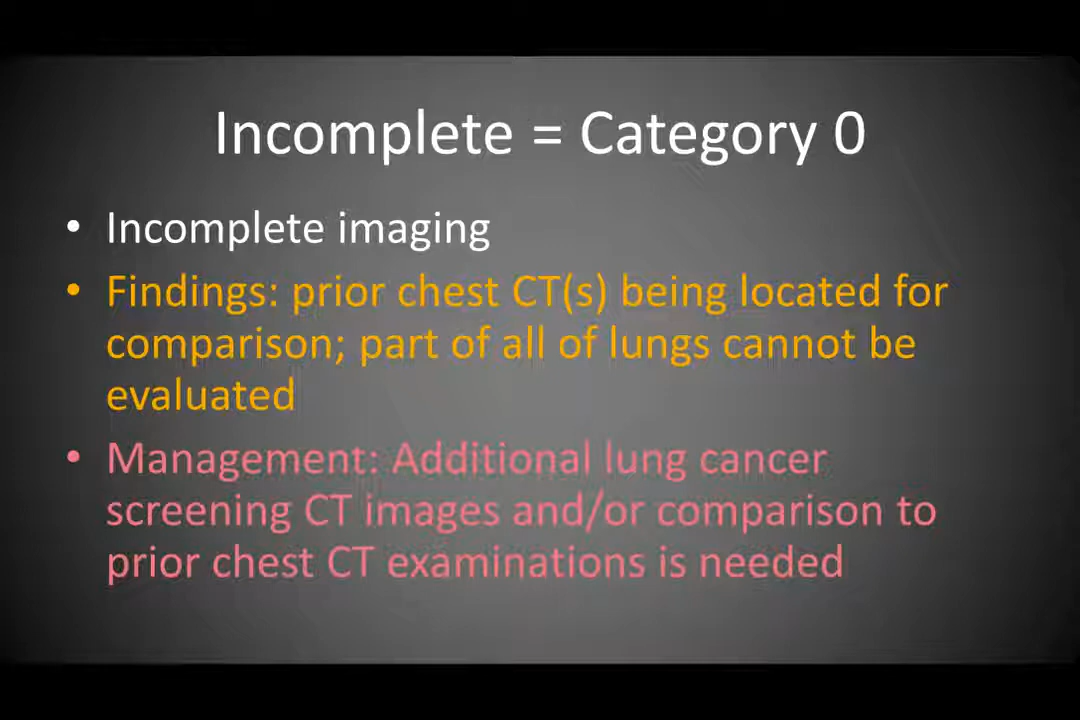 Incomplete = Category 0
• Incomplete imaging
• Findings: prior chest CT(s) being located for
comparison; part of all of lungs cannot be
evaluated
• Management: Additional lung cancer
screening CT images and/or comparison to
prior chest CT examinations is needed